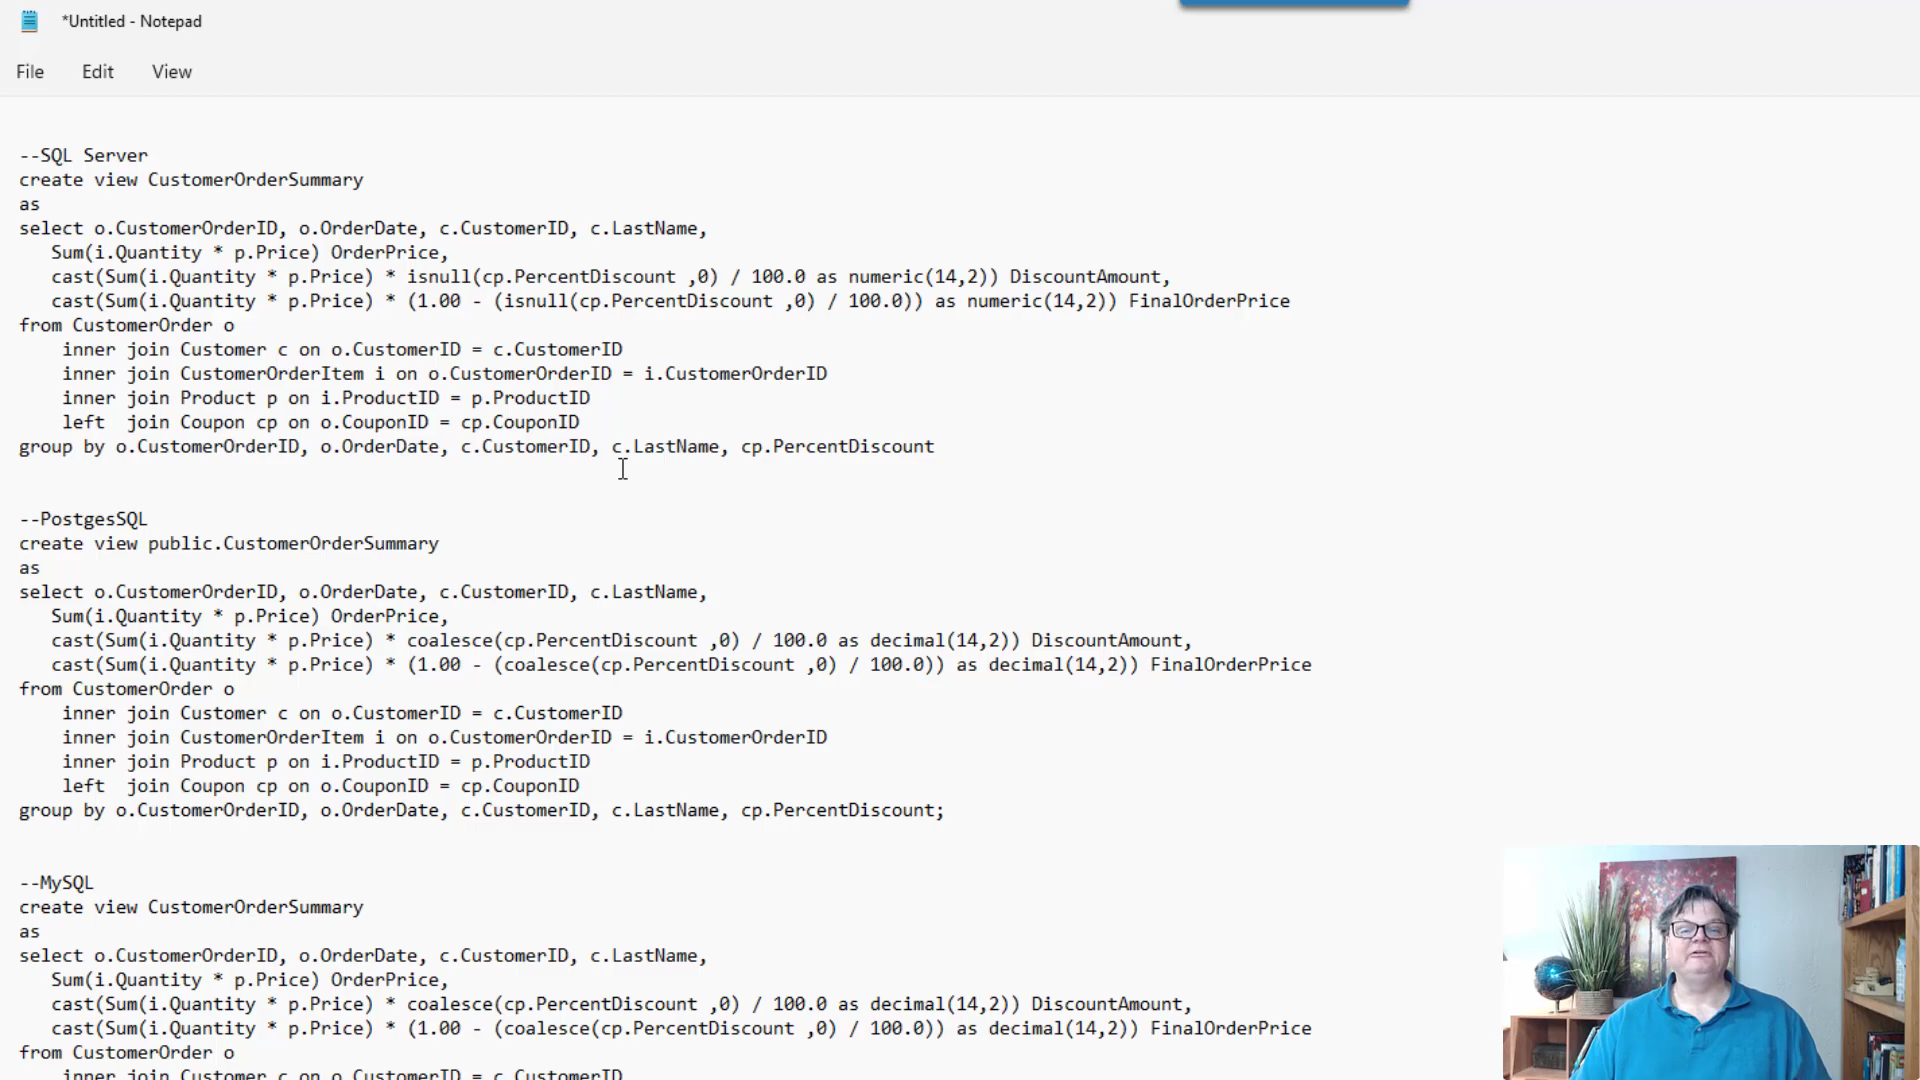 *Untitled - Notepad
File Edit View
--SQL Server
create view CustomerOrderSummary
as
select o.CustomerOrderID, o.OrderDate, c.CustomerID, c.LastName,
Sum(i.Quantity * p.Price) OrderPrice,
cast(Sum(i.Quantity * p.Price) * isnull(cp.PercentDiscount ,0) / 100.0 as numeric(14,2)) DiscountAmount,
cast(Sum(i.Quantity * p.Price) * (1.00 - (isnull(cp.PercentDiscount ,0) / 100.0)) as numeric(14,2)) FinalOrderPrice
from CustomerOrder o
inner join Customer c on o.CustomerID = c.CustomerID
inner join CustomerOrderItem i on o.CustomerOrderID = i.CustomerOrderID
inner join Product p on i.ProductID = p.ProductID
left  join Coupon cp on o.CouponID = cp.CouponID
group by o.CustomerOrderID, o.OrderDate, c.CustomerID, c.LastName, cp.PercentDiscount
--PostgesSQL
create view public.CustomerOrderSummary
as
select o.CustomerOrderID, o.OrderDate, c.CustomerID, c.LastName,
Sum(i.Quantity * p.Price) OrderPrice,
cast(Sum(i.Quantity * p.Price) * coalesce(cp.PercentDiscount ,0) / 100.0 as decimal(14,2)) DiscountAmount,
cast(Sum(i.Quantity * p.Price) * (1.00 - (coalesce(cp.PercentDiscount ,0) / 100.0)) as decimal(14,2)) FinalOrderPrice
from CustomerOrder o
inner join Customer c on o.CustomerID = c.CustomerID
inner join CustomerOrderItem i on o.CustomerOrderID = i.CustomerOrderID
inner join Product p on i.ProductID = p.ProductID
left  join Coupon cp on o.CouponID = cp.CouponID
group by o.CustomerOrderID, o.OrderDate, c.CustomerID, c.LastName, cp.PercentDiscount;
--MySQL
create view CustomerOrderSummary
as
select o.CustomerOrderID, o.OrderDate, c.CustomerID, c.LastName,
Sum(i.Quantity * p.Price) OrderPrice,
cast(Sum(i.Quantity * p.Price) * coalesce(cp.PercentDiscount ,0) / 100.0 as decimal(14,2)) DiscountAmount,
cast(Sum(i.Quantity * p.Price) * (1.00 - (coalesce(cp.PercentDiscount ,0) / 100.0)) as decimal(14,2)) FinalOrderPrice
from CustomerOrder o
inner join Customer c on o.CustomerID = c.CustomerID